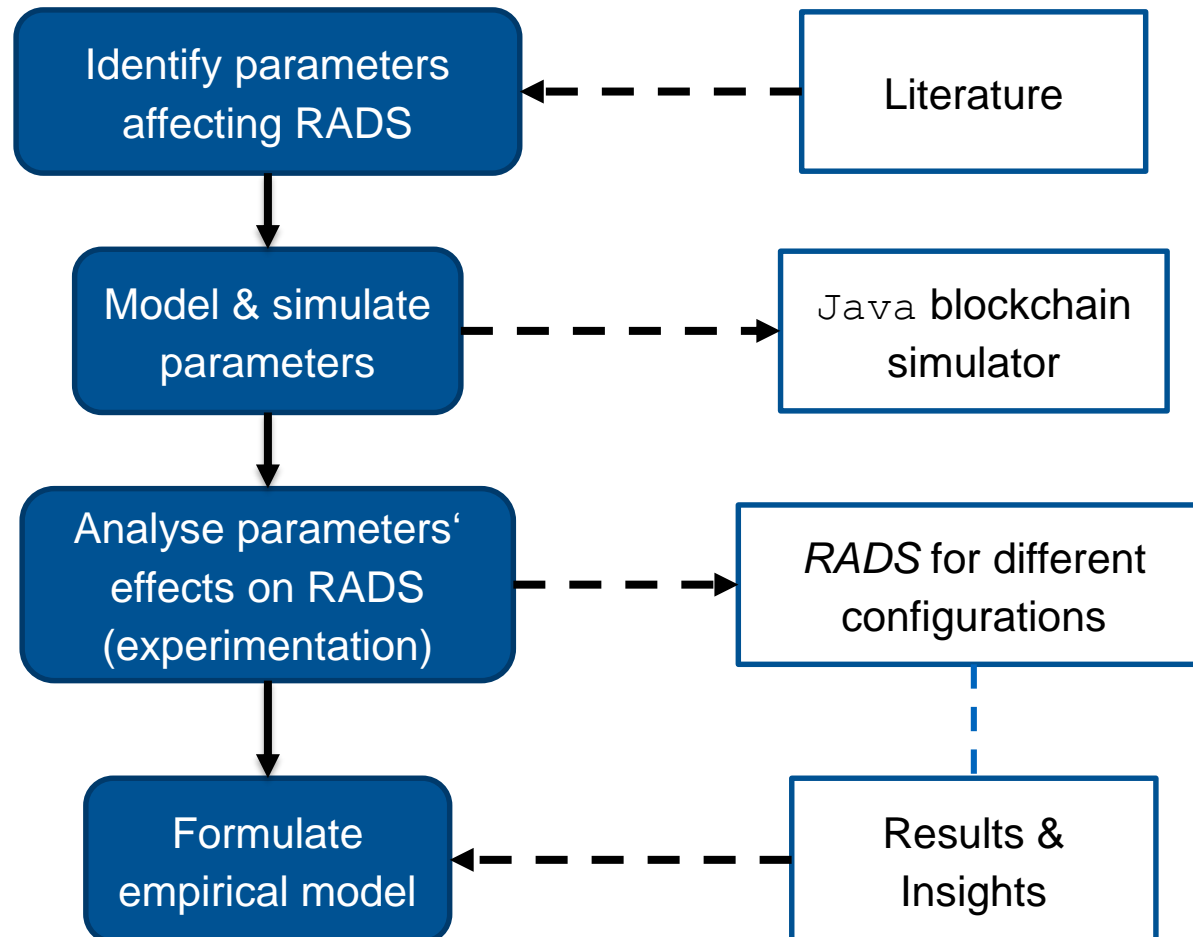 Identify parameters
affecting RADS
Literature
Model & simulate
parameters
Java blockchain
simulator
Analyse parameters‘
effects on RADS
(experimentation)
RADS for different
configurations
Formulate
empirical model
Results &
Insights